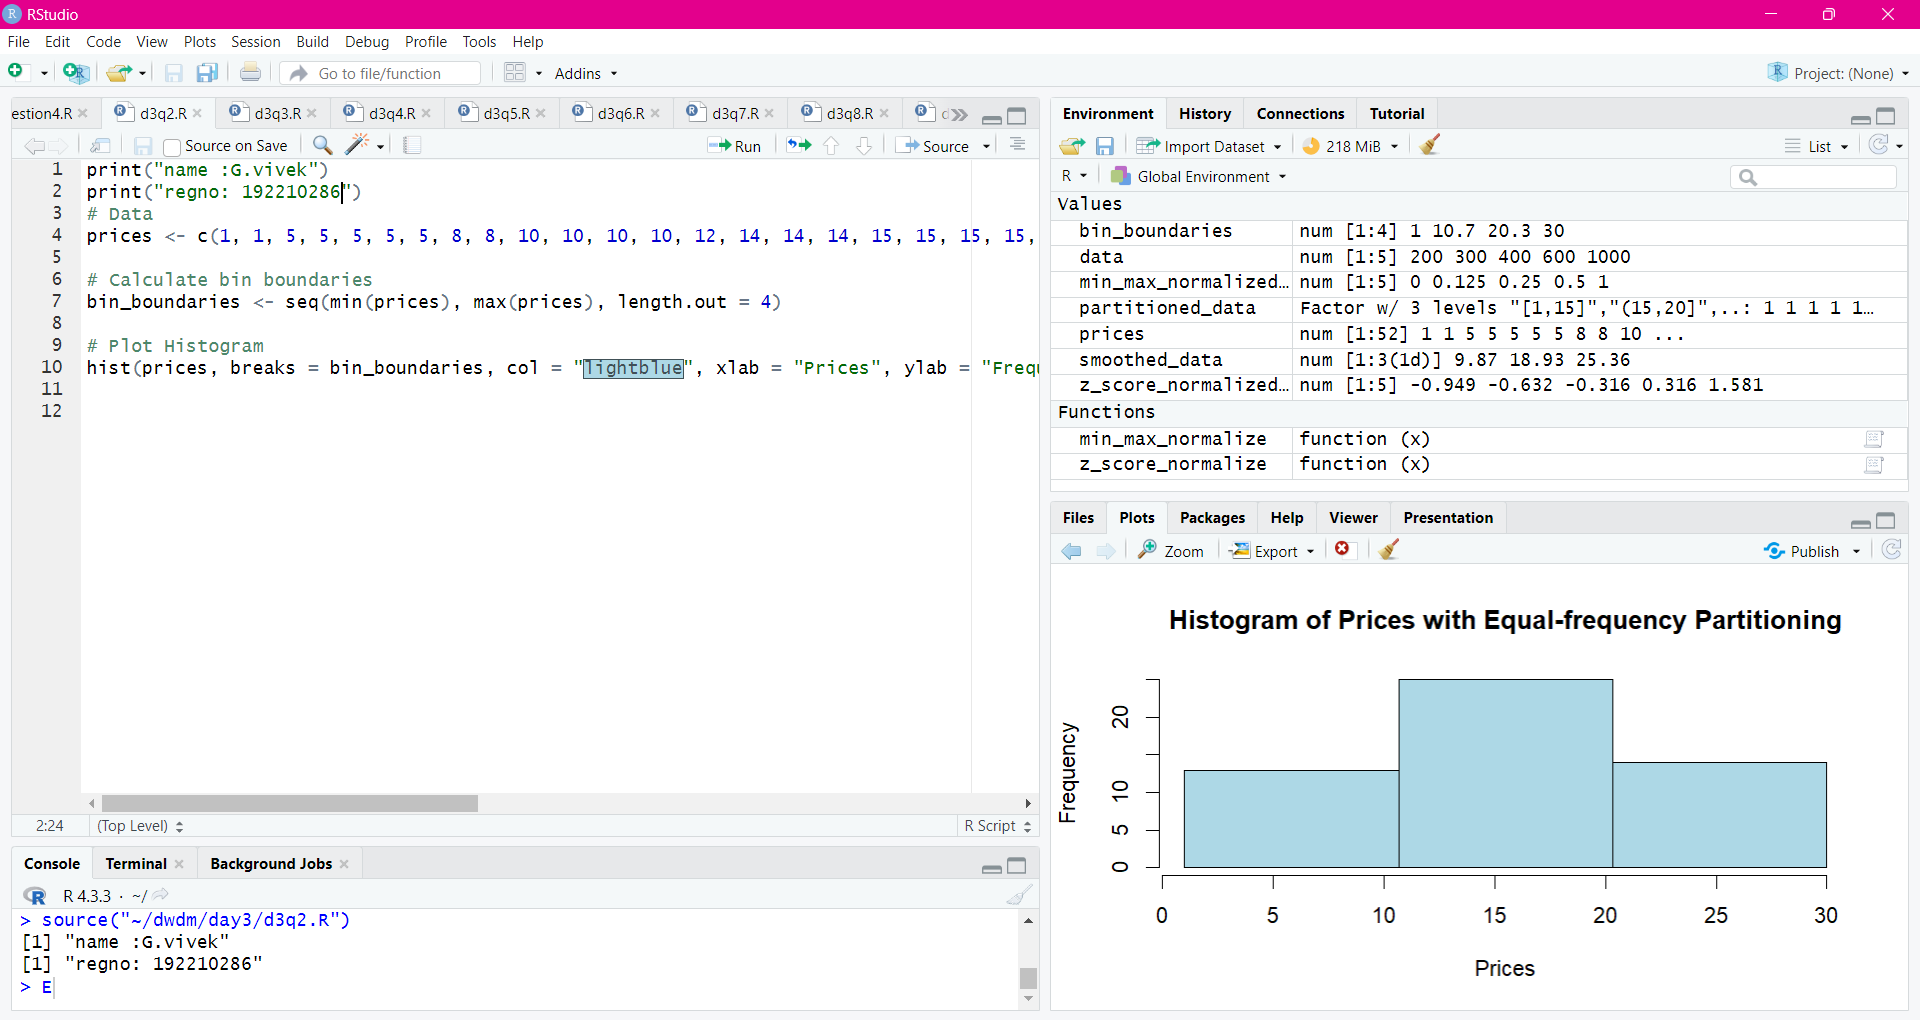 RStudio
File Edit Code View Plots Session Build Debug Profile Tools Help
Go to file/function Addins Project: (None)
estion4.R d3q2.R d3q3.R d3q4.R d3q5.R d3q6.R d3q7.R d3q8.R
Source on Save Run Source
1 print("name :G.vivek")
2 print("regno: 192210286")
3 # Data
4 prices <- c(1, 1, 5, 5, 5, 5, 5, 8, 8, 10, 10, 10, 10, 12, 14, 14, 14, 15, 15, 15, 15,
5
6 # Calculate bin boundaries
7 bin_boundaries <- seq(min(prices), max(prices), length.out = 4)
8
9 # Plot Histogram
10 hist(prices, breaks = bin_boundaries, col = "lightblue", xlab = "Prices", ylab = "Frequ
11
12
2:24 (Top Level) R Script
Console Terminal Background Jobs
R 4.3.3 · ~/
> source("~/dwdm/day3/d3q2.R")
[1] "name :G.vivek"
[1] "regno: 192210286"
> E
Environment History Connections Tutorial
Import Dataset 218 MiB List
R Global Environment
Values
bin_boundaries num [1:4] 1 10.7 20.3 30
data num [1:5] 200 300 400 600 1000
min_max_normalized… num [1:5] 0 0.125 0.25 0.5 1
partitioned_data Factor w/ 3 levels "[1,15]","(15,20]",..: 1 1 1 1 1…
prices num [1:52] 1 1 5 5 5 5 5 8 8 10 ...
smoothed_data num [1:3(1d)] 9.87 18.93 25.36
z_score_normalized… num [1:5] -0.949 -0.632 -0.316 0.316 1.581
Functions
min_max_normalize function (x)
z_score_normalize function (x)
Files Plots Packages Help Viewer Presentation
Zoom Export Publish
Histogram of Prices with Equal-frequency Partitioning
Frequency
20
10
5
0
0 5 10 15 20 25 30
Prices